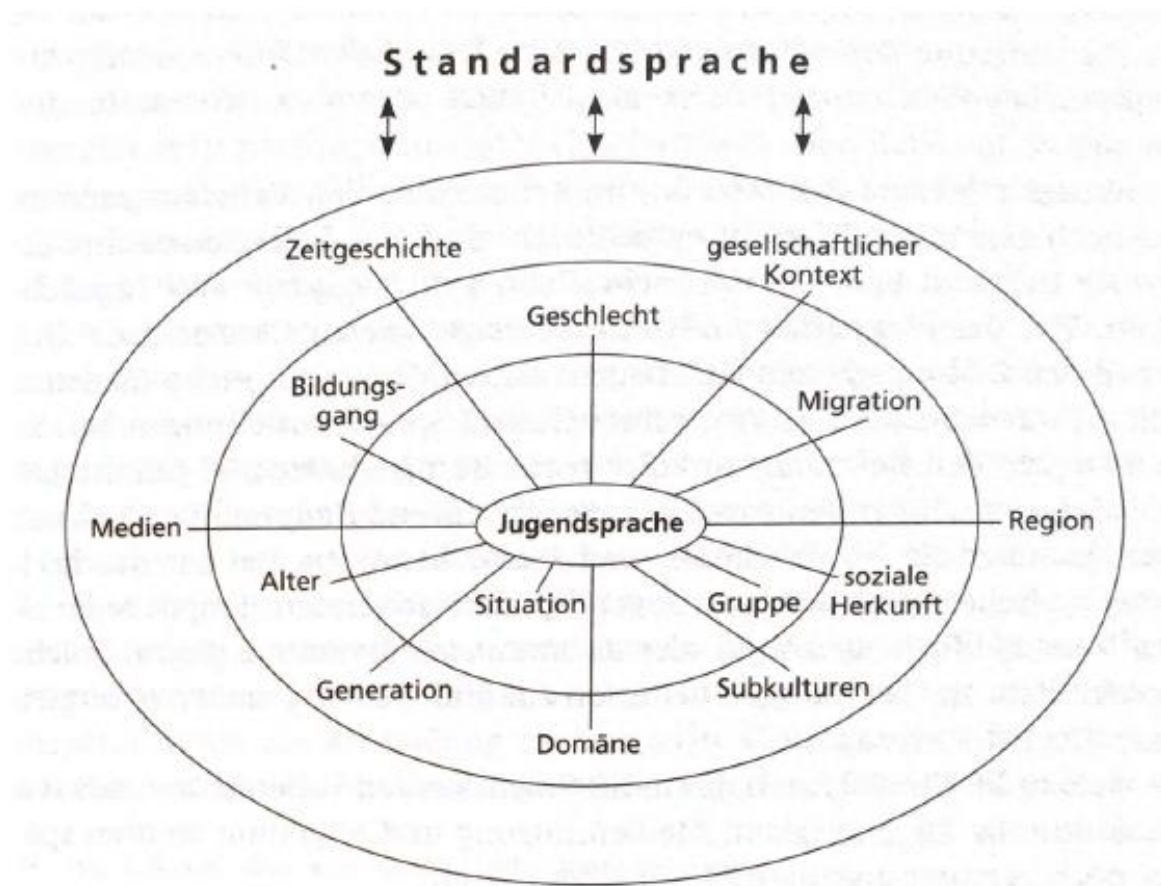 Standardsprache
Zeitgeschichte
gesellschaftlicher
Kontext
Geschlecht
Bildungs-
gang
Migration
Medien
Jugendsprache
Region
Alter
Situation
Gruppe
soziale
Herkunft
Generation
Subkulturen
Domäne